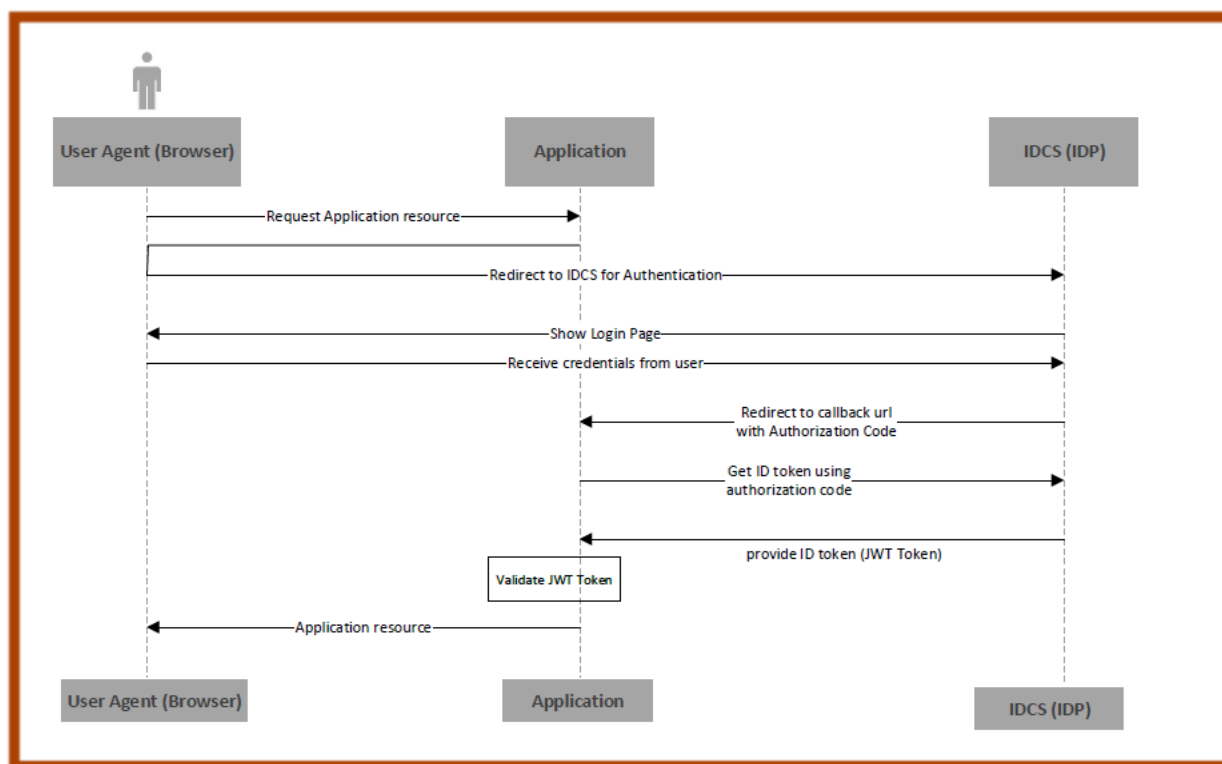 User Agent (Browser)
Application
IDCS (IDP)
Request Application resource
Redirect to IDCS for Authentication
Show Login Page
Receive credentials from user
Redirect to callback url
with Authorization Code
Get ID token using
authorization code
provide ID token (JWT Token)
Validate JWT Token
Application resource
User Agent (Browser)
Application
IDCS (IDP)